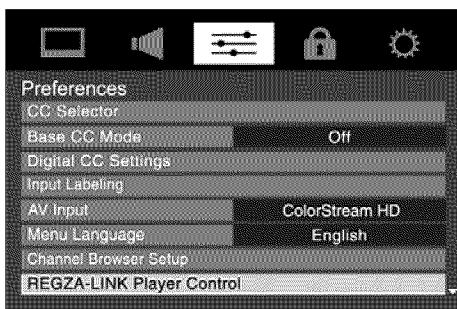 Preferences
CC Selector
Base CC Mode Off
Digital CC Settings
Input Labeling
AV Input ColorStream HD
Menu Language English
Channel Browser Setup
REGZA-LINK Player Control